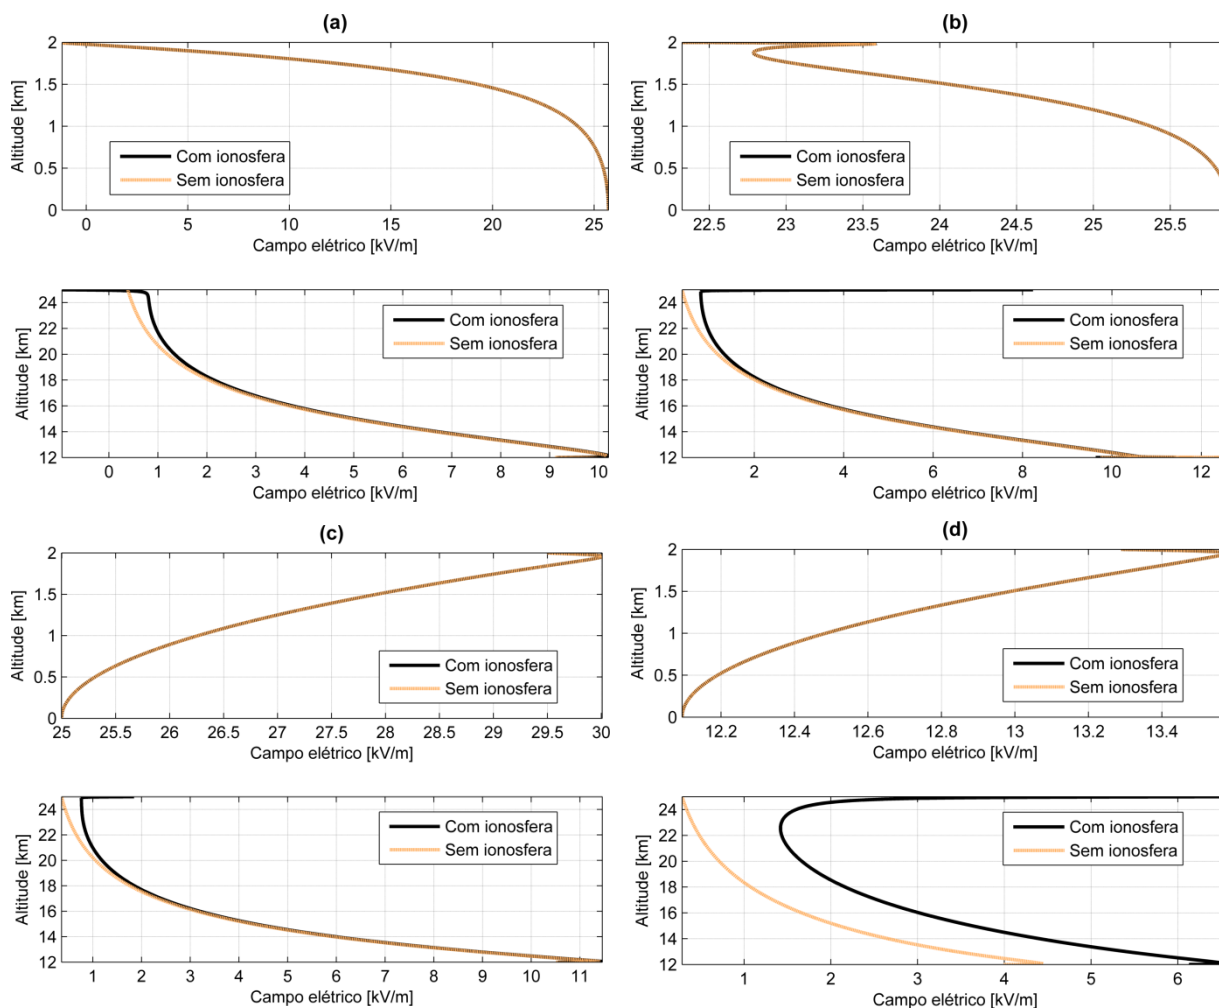 (a)
2
1.5
1
0.5
0
Altitude [km]
Com ionosfera
Sem ionosfera
0 5 10 15 20 25
Campo elétrico [kV/m]
24
22
20
18
16
14
12
Altitude [km]
Com ionosfera
Sem ionosfera
0 1 2 3 4 5 6 7 8 9 10
Campo elétrico [kV/m]
(b)
2
1.5
1
0.5
0
Altitude [km]
Com ionosfera
Sem ionosfera
22.5 23 23.5 24 24.5 25 25.5
Campo elétrico [kV/m]
24
22
20
18
16
14
12
Altitude [km]
Com ionosfera
Sem ionosfera
2 4 6 8 10 12
Campo elétrico [kV/m]
(c)
2
1.5
1
0.5
0
Altitude [km]
Com ionosfera
Sem ionosfera
25 25.5 26 26.5 27 27.5 28 28.5 29 29.5 30
Campo elétrico [kV/m]
24
22
20
18
16
14
12
Altitude [km]
Com ionosfera
Sem ionosfera
1 2 3 4 5 6 7 8 9 10 11
Campo elétrico [kV/m]
(d)
2
1.5
1
0.5
0
Altitude [km]
Com ionosfera
Sem ionosfera
12.2 12.4 12.6 12.8 13 13.2 13.4
Campo elétrico [kV/m]
24
22
20
18
16
14
12
Altitude [km]
Com ionosfera
Sem ionosfera
1 2 3 4 5 6
Campo elétrico [kV/m]